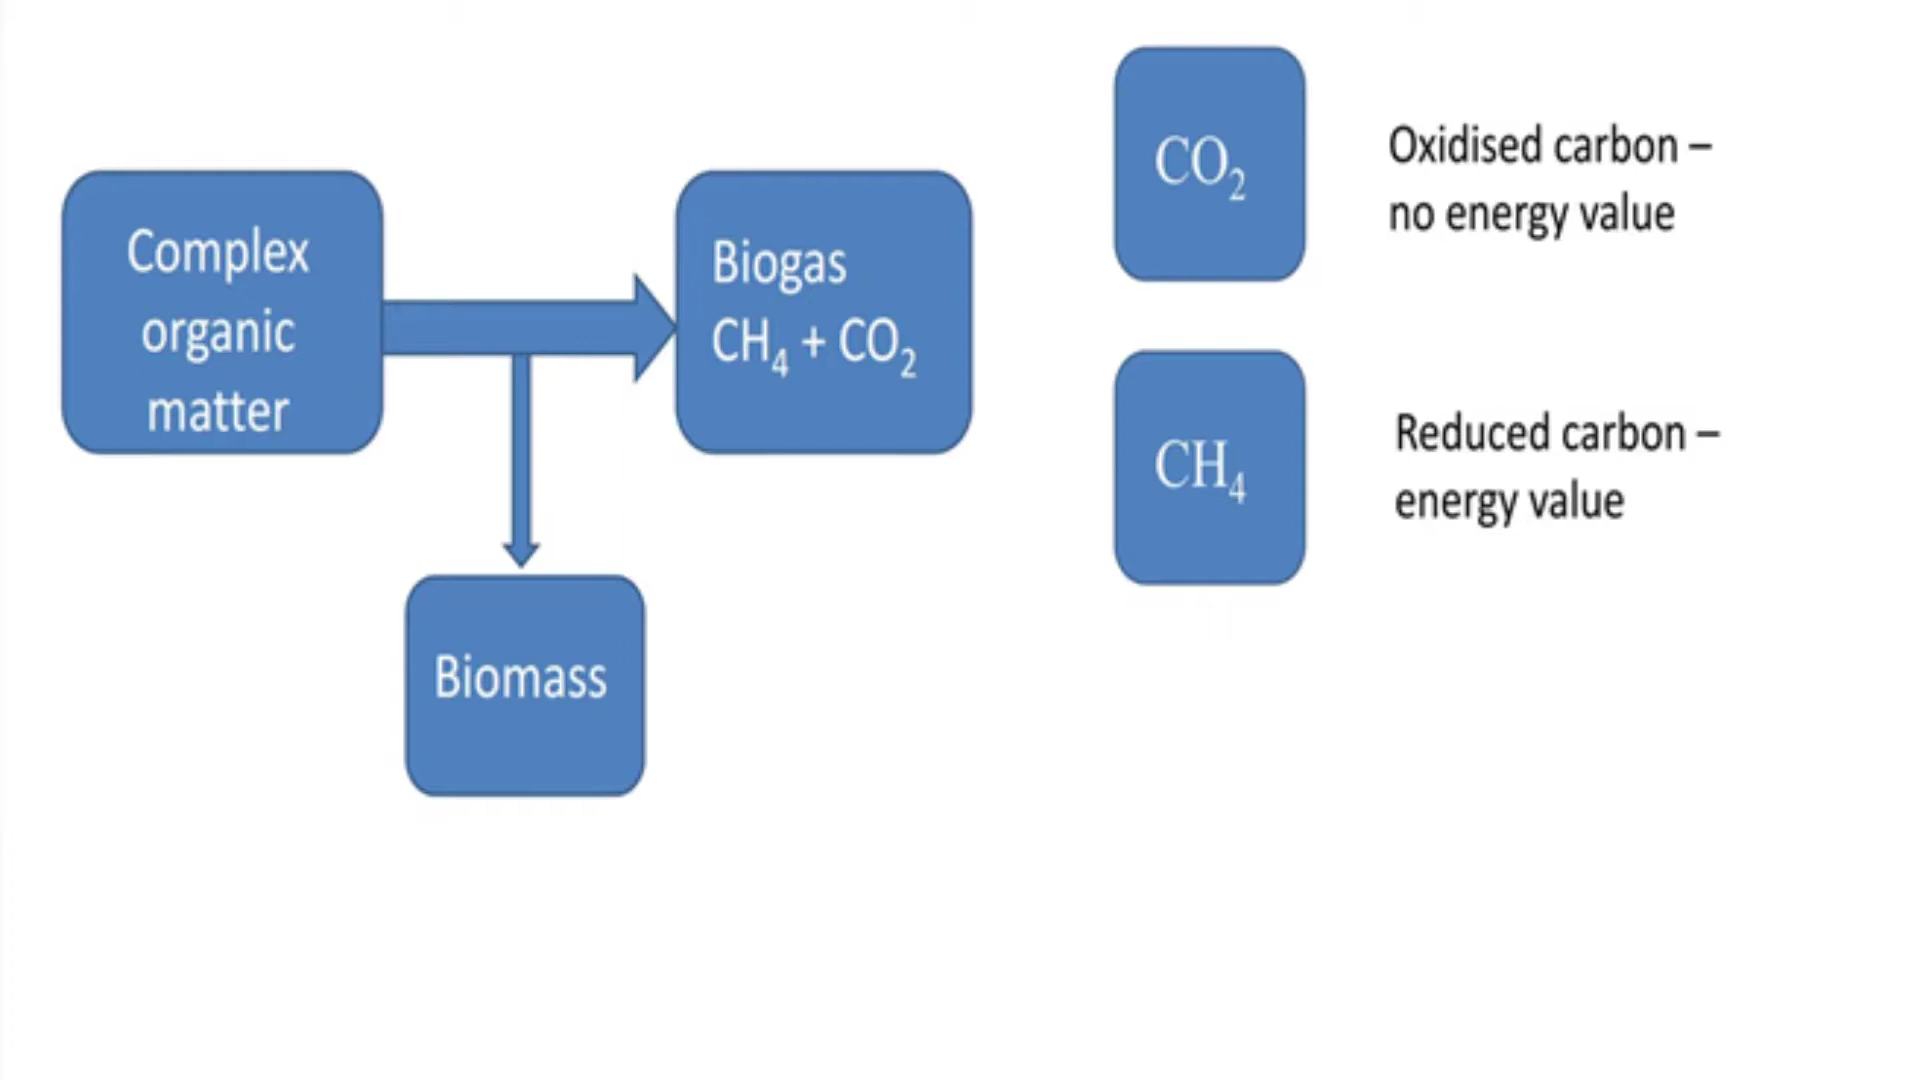 Complex
organic
matter
Biogas
CH₄ + CO₂
Biomass
CO₂
Oxidised carbon –
no energy value
CH₄
Reduced carbon –
energy value